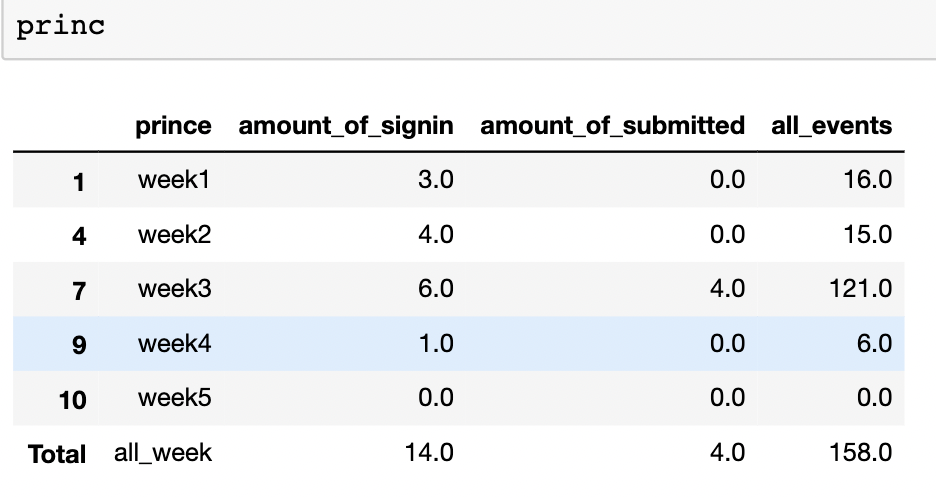 princ
prince amount_of_signin amount_of_submitted all_events
1 week1 3.0 0.0 16.0
4 week2 4.0 0.0 15.0
7 week3 6.0 4.0 121.0
9 week4 1.0 0.0 6.0
10 week5 0.0 0.0 0.0
Total all_week 14.0 4.0 158.0